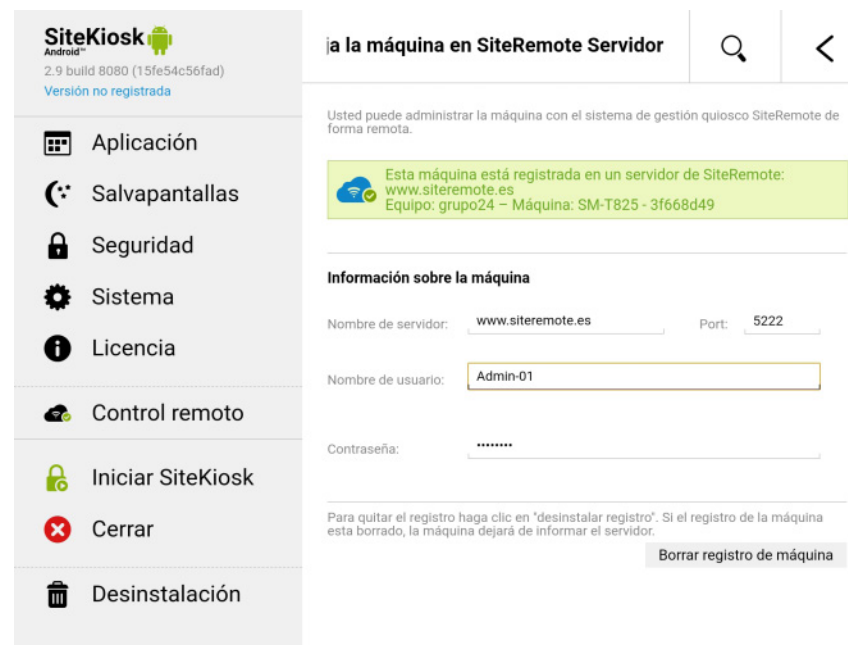 SiteKiosk
Android™
2.9 build 8080 (15fe54c56fad)
Versión no registrada
Aplicación
Salvapantallas
Seguridad
Sistema
Licencia
Control remoto
Iniciar SiteKiosk
Cerrar
Desinstalación
a la máquina en SiteRemote Servidor
Usted puede administrar la máquina con el sistema de gestión quiosco SiteRemote de
forma remota.
Esta máquina está registrada en un servidor de SiteRemote:
www.siteremote.es
Equipo: grupo24 – Máquina: SM-T825 - 3f668d49
Información sobre la máquina
Nombre de servidor: www.siteremote.es Port: 5222
Nombre de usuario: Admin-01
Contraseña: ••••••••
Para quitar el registro haga clic en "desinstalar registro". Si el registro de la máquina
esta borrado, la máquina dejará de informar el servidor.
Borrar registro de máquina